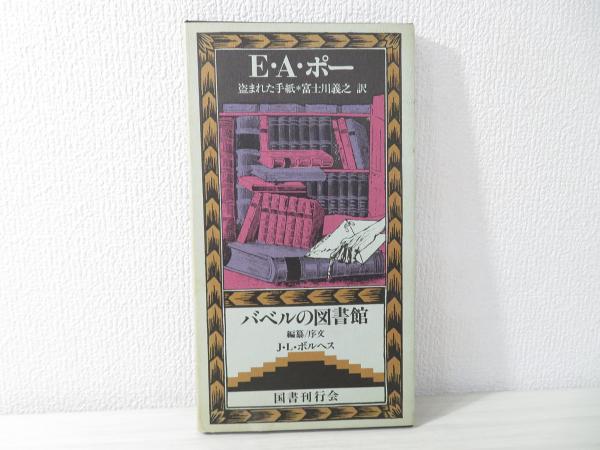 E・A・ポー
盗まれた手紙*富士川義之 訳
バベルの図書館
編纂/序文
J・L・ボルヘス
国書刊行会